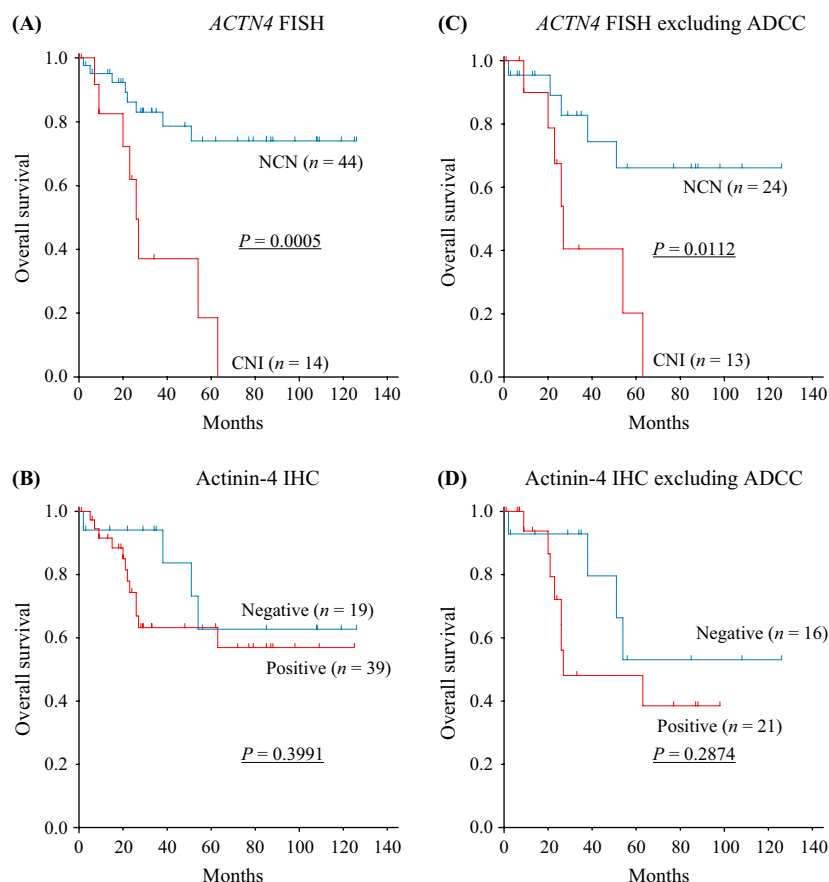 (A)
ACTN4 FISH
1.0
0.8
0.6
0.4
0.2
0.0
Overall survival
NCN (n = 44)
P = 0.0005
CNI (n = 14)
0 20 40 60 80 100 120 140
Months
(C)
ACTN4 FISH excluding ADCC
1.0
0.8
0.6
0.4
0.2
0.0
Overall survival
NCN (n = 24)
P = 0.0112
CNI (n = 13)
0 20 40 60 80 100 120 140
Months
(B)
Actinin-4 IHC
1.0
0.8
0.6
0.4
0.2
0.0
Overall survival
Negative (n = 19)
Positive (n = 39)
P = 0.3991
0 20 40 60 80 100 120 140
Months
(D)
Actinin-4 IHC excluding ADCC
1.0
0.8
0.6
0.4
0.2
0.0
Overall survival
Negative (n = 16)
Positive (n = 21)
P = 0.2874
0 20 40 60 80 100 120 140
Months